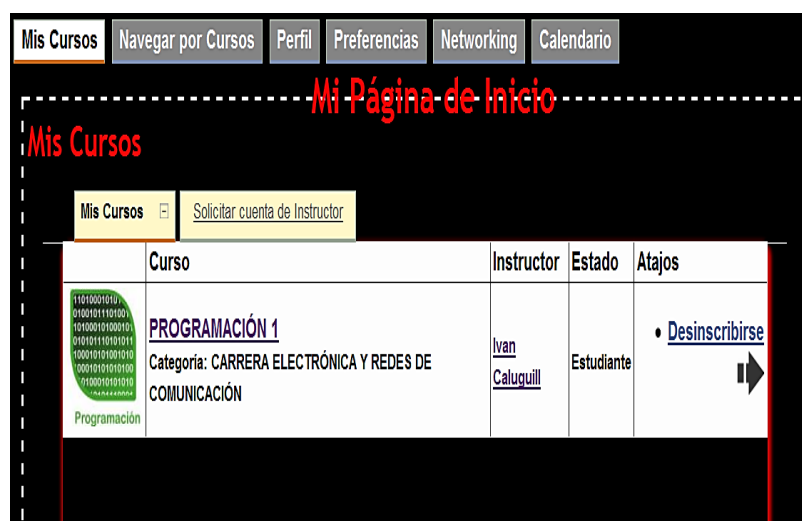 Mis Cursos Navegar por Cursos Perfil Preferencias Networking Calendario
Mi Página de Inicio
Mis Cursos
Mis Cursos Solicitar cuenta de Instructor
Curso Instructor Estado Atajos
PROGRAMACIÓN 1
Categoría: CARRERA ELECTRÓNICA Y REDES DE
COMUNICACIÓN
Programación
Ivan
Caluguill
Estudiante
• Desinscribirse